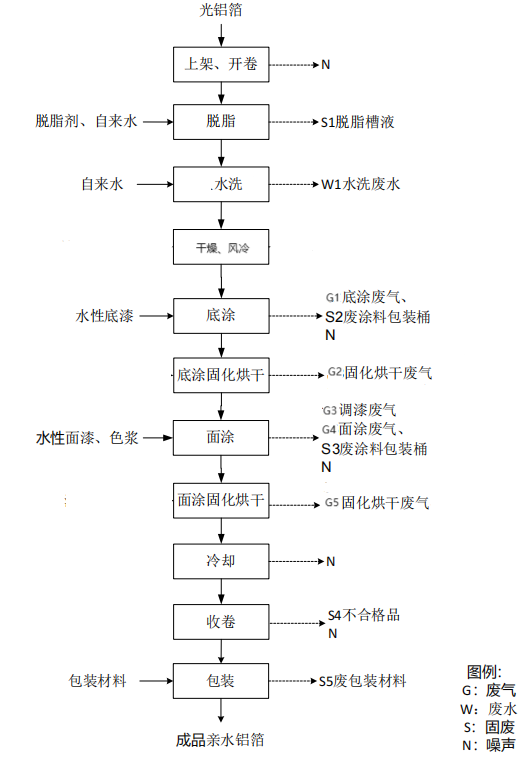 光铝箔
上架、开卷
N
脱脂剂、自来水
脱脂
S1脱脂槽液
自来水
.水洗
W1水洗废水
干燥、风冷
水性底漆
底涂
G1底涂废气、
S2废涂料包装桶
N
底涂固化烘干
G2固化烘干废气
G3调漆废气
水性面漆、色浆
面涂
G4面涂废气、
S3废涂料包装桶
N
面涂固化烘干
G5固化烘干废气
冷却
N
收卷
S4不合格品
N
包装材料
包装
S5废包装材料
成品亲水铝箔
图例:
G：废气
W：废水
S：固废
N：噪声